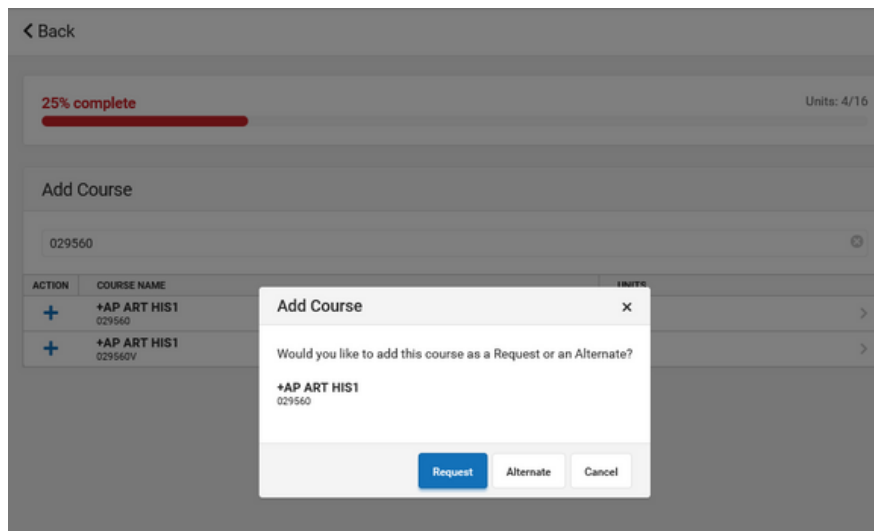 Back
25% complete
Units: 4/16
Add Course
029560
ACTION COURSE NAME UNITS
+AP ART HIS1
029560
+AP ART HIS1
029560V
Add Course
Would you like to add this course as a Request or an Alternate?
+AP ART HIS1
029560
Request Alternate Cancel